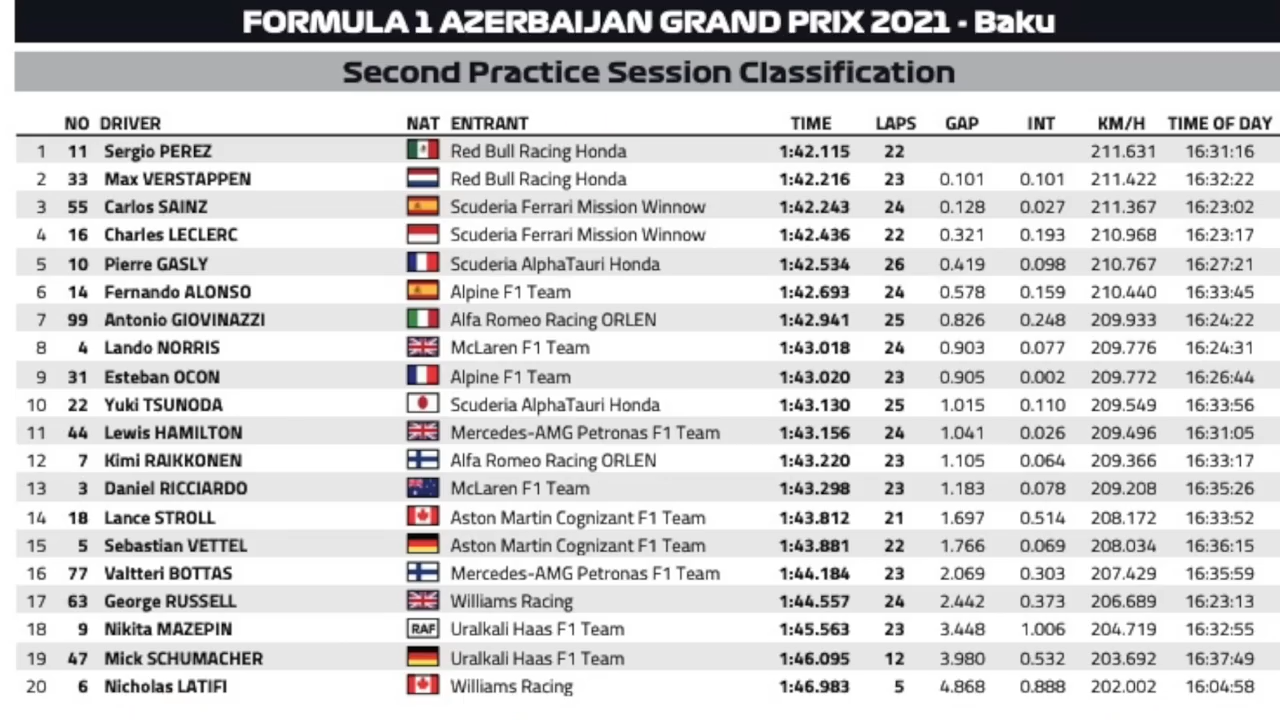 FORMULA 1 AZERBAIJAN GRAND PRIX 2021 - Baku
Second Practice Session Classification
NO DRIVER NAT ENTRANT TIME LAPS GAP INT KM/H TIME OF DAY
1 11 Sergio PEREZ Red Bull Racing Honda 1:42.115 22 211.631 16:31:16
2 33 Max VERSTAPPEN Red Bull Racing Honda 1:42.216 23 0.101 0.101 211.422 16:32:22
3 55 Carlos SAINZ Scuderia Ferrari Mission Winnow 1:42.243 24 0.128 0.027 211.367 16:23:02
4 16 Charles LECLERC Scuderia Ferrari Mission Winnow 1:42.436 22 0.321 0.193 210.968 16:23:17
5 10 Pierre GASLY Scuderia AlphaTauri Honda 1:42.534 26 0.419 0.098 210.767 16:27:21
6 14 Fernando ALONSO Alpine F1 Team 1:42.693 24 0.578 0.159 210.440 16:33:45
7 99 Antonio GIOVINAZZI Alfa Romeo Racing ORLEN 1:42.941 25 0.826 0.248 209.933 16:24:22
8 4 Lando NORRIS McLaren F1 Team 1:43.018 24 0.903 0.077 209.776 16:24:31
9 31 Esteban OCON Alpine F1 Team 1:43.020 23 0.905 0.002 209.772 16:26:44
10 22 Yuki TSUNODA Scuderia AlphaTauri Honda 1:43.130 25 1.015 0.110 209.549 16:33:56
11 44 Lewis HAMILTON Mercedes-AMG Petronas F1 Team 1:43.156 24 1.041 0.026 209.496 16:31:05
12 7 Kimi RAIKKONEN Alfa Romeo Racing ORLEN 1:43.220 23 1.105 0.064 209.366 16:33:17
13 3 Daniel RICCIARDO McLaren F1 Team 1:43.298 23 1.183 0.078 209.208 16:35:26
14 18 Lance STROLL Aston Martin Cognizant F1 Team 1:43.812 21 1.697 0.514 208.172 16:33:52
15 5 Sebastian VETTEL Aston Martin Cognizant F1 Team 1:43.881 22 1.766 0.069 208.034 16:36:15
16 77 Valtteri BOTTAS Mercedes-AMG Petronas F1 Team 1:44.184 23 2.069 0.303 207.429 16:35:59
17 63 George RUSSELL Williams Racing 1:44.557 24 2.442 0.373 206.689 16:23:13
18 9 Nikita MAZEPIN RAF Uralkali Haas F1 Team 1:45.563 23 3.448 1.006 204.719 16:32:55
19 47 Mick SCHUMACHER Uralkali Haas F1 Team 1:46.095 12 3.980 0.532 203.692 16:37:49
20 6 Nicholas LATIFI Williams Racing 1:46.983 5 4.868 0.888 202.002 16:04:58